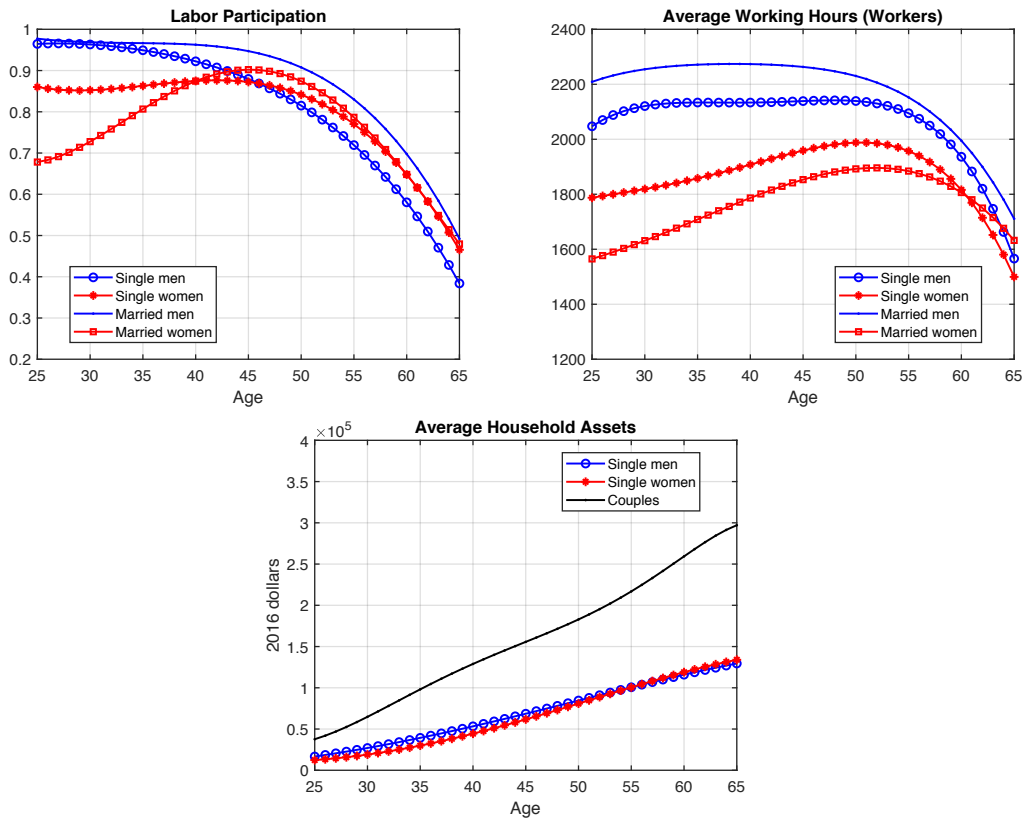 Labor Participation
1
0.9
0.8
0.7
0.6
0.5
0.4
0.3
0.2
25 30 35 40 45 50 55 60 65
Age
Single men
Single women
Married men
Married women
Average Working Hours (Workers)
2400
2200
2000
1800
1600
1400
1200
25 30 35 40 45 50 55 60 65
Age
Single men
Single women
Married men
Married women
Average Household Assets
×10⁵
4
3.5
3
2.5
2
1.5
1
0.5
0
2016 dollars
25 30 35 40 45 50 55 60 65
Age
Single men
Single women
Couples